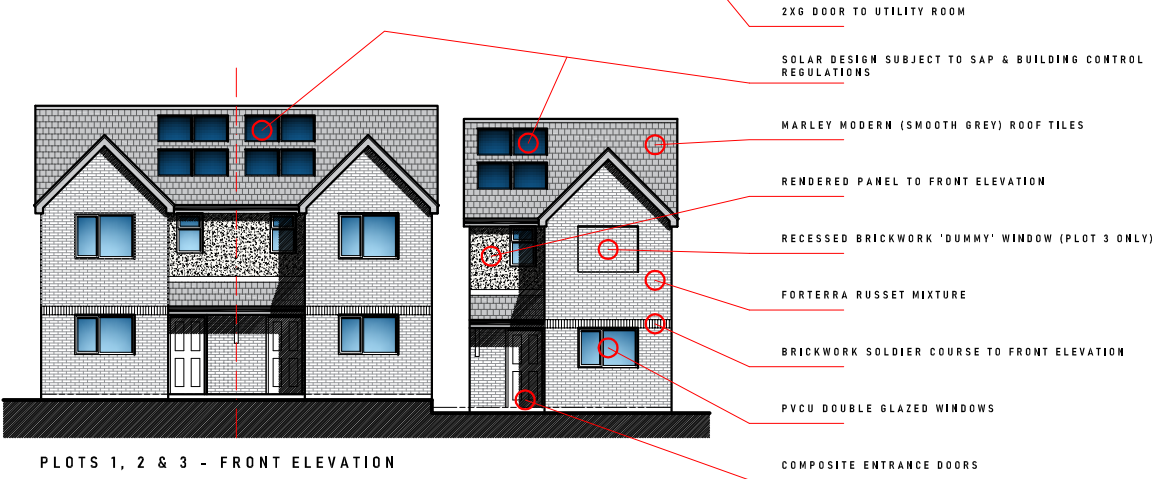 2XG DOOR TO UTILITY ROOM
SOLAR DESIGN SUBJECT TO SAP & BUILDING CONTROL
REGULATIONS
MARLEY MODERN (SMOOTH GREY) ROOF TILES
RENDERED PANEL TO FRONT ELEVATION
RECESSED BRICKWORK 'DUMMY' WINDOW (PLOT 3 ONLY)
FORTERRA RUSSET MIXTURE
BRICKWORK SOLDIER COURSE TO FRONT ELEVATION
PVCU DOUBLE GLAZED WINDOWS
COMPOSITE ENTRANCE DOORS
PLOTS 1, 2 & 3 - FRONT ELEVATION